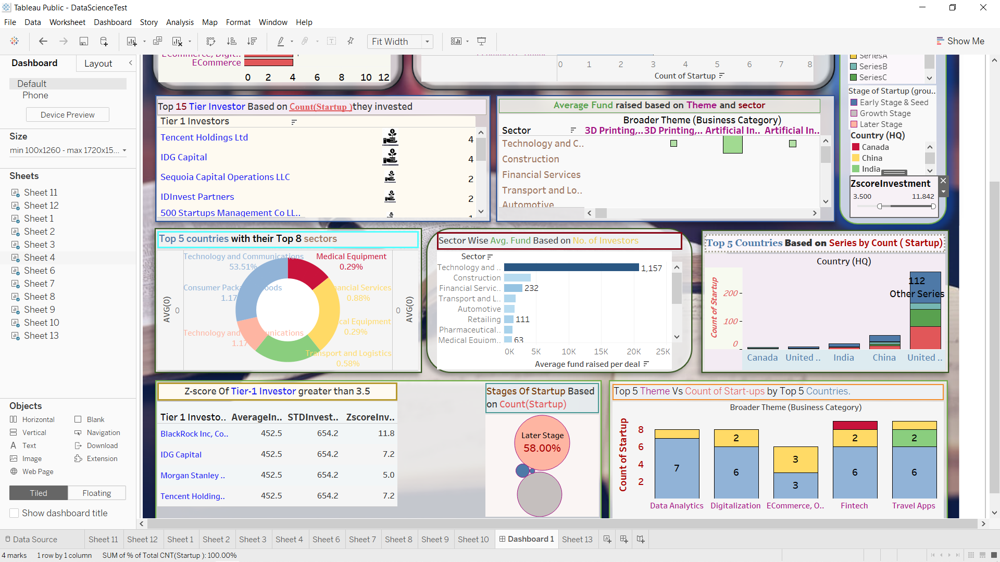 Tableau Public - DataScienceTest
File Data Worksheet Dashboard Story Analysis Map Format Window Help
Fit Width
Show Me
Dashboard Layout
Default
Phone
Device Preview
Size
min 100x1260 - max 1720x15...
Sheets
Sheet 11
Sheet 12
Sheet 1
Sheet 2
Sheet 3
Sheet 4
Sheet 6
Sheet 7
Sheet 8
Sheet 9
Sheet 10
Sheet 13
Objects
Horizontal Blank
Vertical Navigation
Text Download
Image Extension
Web Page
Tiled Floating
Show dashboard title
ECommerce, Digit..
ECommerce
0 2 4 6 8 10 12
0 1 2 3 4 5 6 7 8
Count of Startup
SeriesA
SeriesB
SeriesC
Stage of Startup (grou..
Early Stage & Seed
Growth Stage
Later Stage
Country (HQ)
Canada
China
India
ZscoreInvestment
3.500 11.842
Top 15 Tier Investor Based on Count(Startup )they invested
Tier 1 Investors
Tencent Holdings Ltd 4
IDG Capital 4
Sequoia Capital Operations LLC 2
IDInvest Partners 2
500 Startups Management Co LL..
Average Fund raised based on Theme and sector
Broader Theme (Business Category)
Sector 3D Printing,.. 3D Printing,.. Artificial In.. Artificial In..
Technology and C..
Construction
Financial Services
Transport and Lo..
Automotive
Top 5 countries with their Top 8 sectors
Technology and Communications
53.51%
Medical Equipment
0.29%
Financial Services
0.88%
1.17
0.29%
Technology and Communications
1.17
Transport and Logistics
0.58%
AVG(0)
0
0
AVG(0)
Sector Wise Avg. Fund Based on No. of Investors
Sector
Technology and .. 1,157
Construction
Financial Servic.. 232
Transport and L..
Automotive
Retailing 111
Pharmaceutical..
Medical Equipm.. 63
0K 5K 10K 15K 20K 25K
Average fund raised per deal
Top 5 Countries Based on Series by Count ( Startup)
Country (HQ)
Count of Startup
200
100
0
112
Other Series
Canada United .. India China United ..
Z-score Of Tier-1 Investor greater than 3.5
Tier 1 Investo.. AverageIn.. STDInvest.. ZscoreInv..
BlackRock Inc, Co.. 452.5 654.2 11.8
IDG Capital 452.5 654.2 7.2
Morgan Stanley .. 452.5 654.2 5.0
Tencent Holding.. 452.5 654.2 7.2
Stages Of Startup Based
on Count(Startup)
Later Stage
58.00%
Top 5 Theme Vs Count of Start-ups by Top 5 Countries.
Broader Theme (Business Category)
Count of Startup
8
6
4
2
7
2
6
3
3
2
6
2
6
Data Analytics Digitalization ECommerce, O.. Fintech Travel Apps
Data Source Sheet 11 Sheet 12 Sheet 1 Sheet 2 Sheet 3 Sheet 4 Sheet 6 Sheet 7 Sheet 8 Sheet 9 Sheet 10 Dashboard 1 Sheet 13
4 marks 1 row by 1 column SUM of % of Total CNT(Startup ): 100.00%